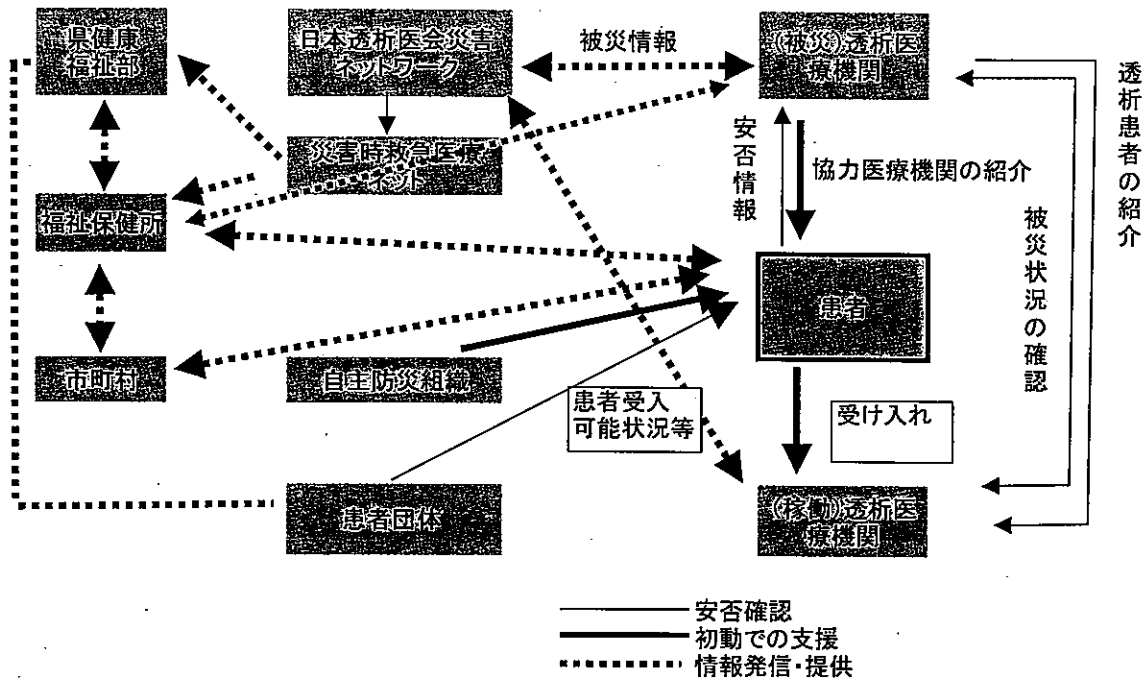 県健康
福祉部
日本透析医会災害
ネットワーク
被災情報
(被災)透析医
療機関
透析患者の紹介
災害時救急医療
ネット
安否情報
協力医療機関の紹介
福祉保健所
被災状況の確認
患者
市町村
自主防災組織
患者受入
可能状況等
受け入れ
患者団体
(稼働)透析医
療機関
安否確認
初動での支援
情報発信・提供